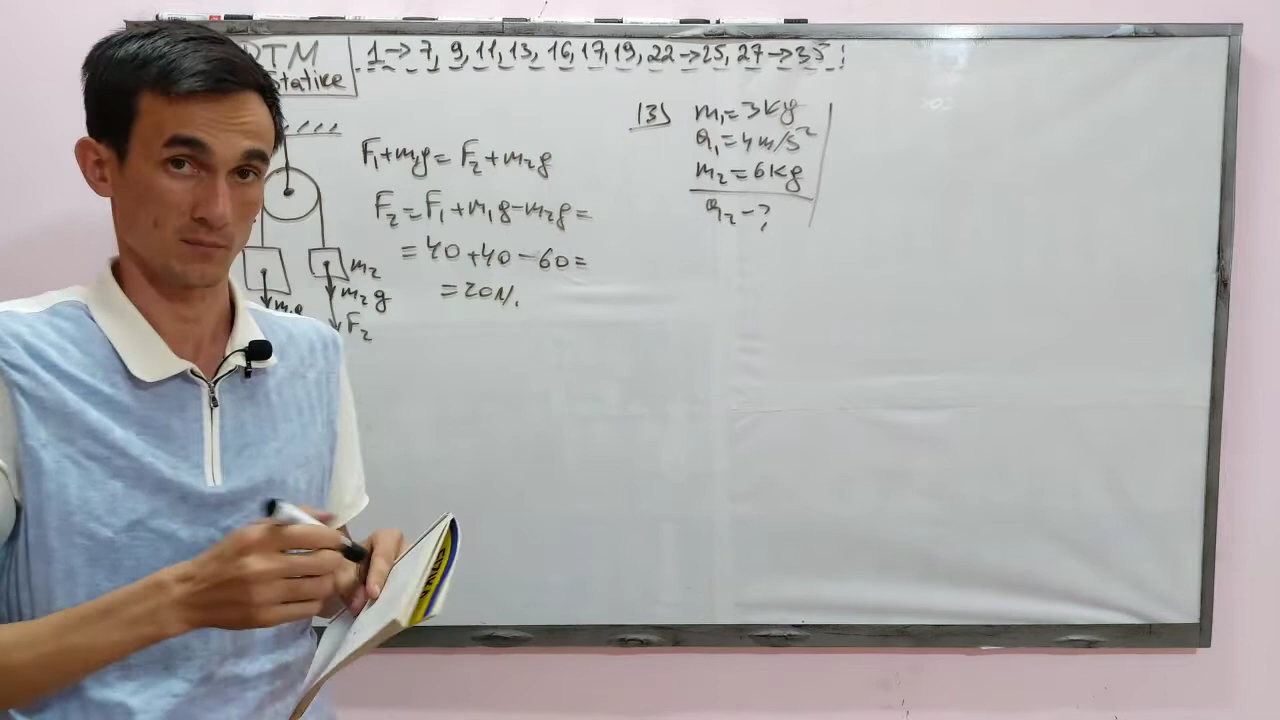 DTM
Statika
1→7, 9, 11, 13, 16, 17, 19, 22→25, 27→35!
F₁+m₁g=F₂+m₂g
F₂=F₁+m₁g-m₂g=
=40+40-60=
=20N.
m₂
m₂g
F₂
m₁g
13)
m₁=3kg
a₁=4m/s²
m₂=6kg
a₂-?